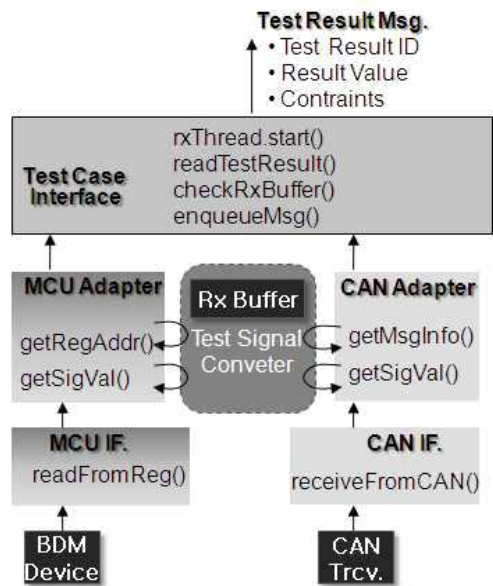 Test Result Msg.
• Test Result ID
• Result Value
• Contraints
Test Case
Interface
rxThread.start()
readTestResult()
checkRxBuffer()
enqueueMsg()
MCU Adapter
getRegAddr()
getSigVal()
Rx Buffer
Test Signal
Conveter
CAN Adapter
getMsgInfo()
getSigVal()
MCU IF.
readFromReg()
CAN IF.
receiveFromCAN()
BDM
Device
CAN
Trcv.